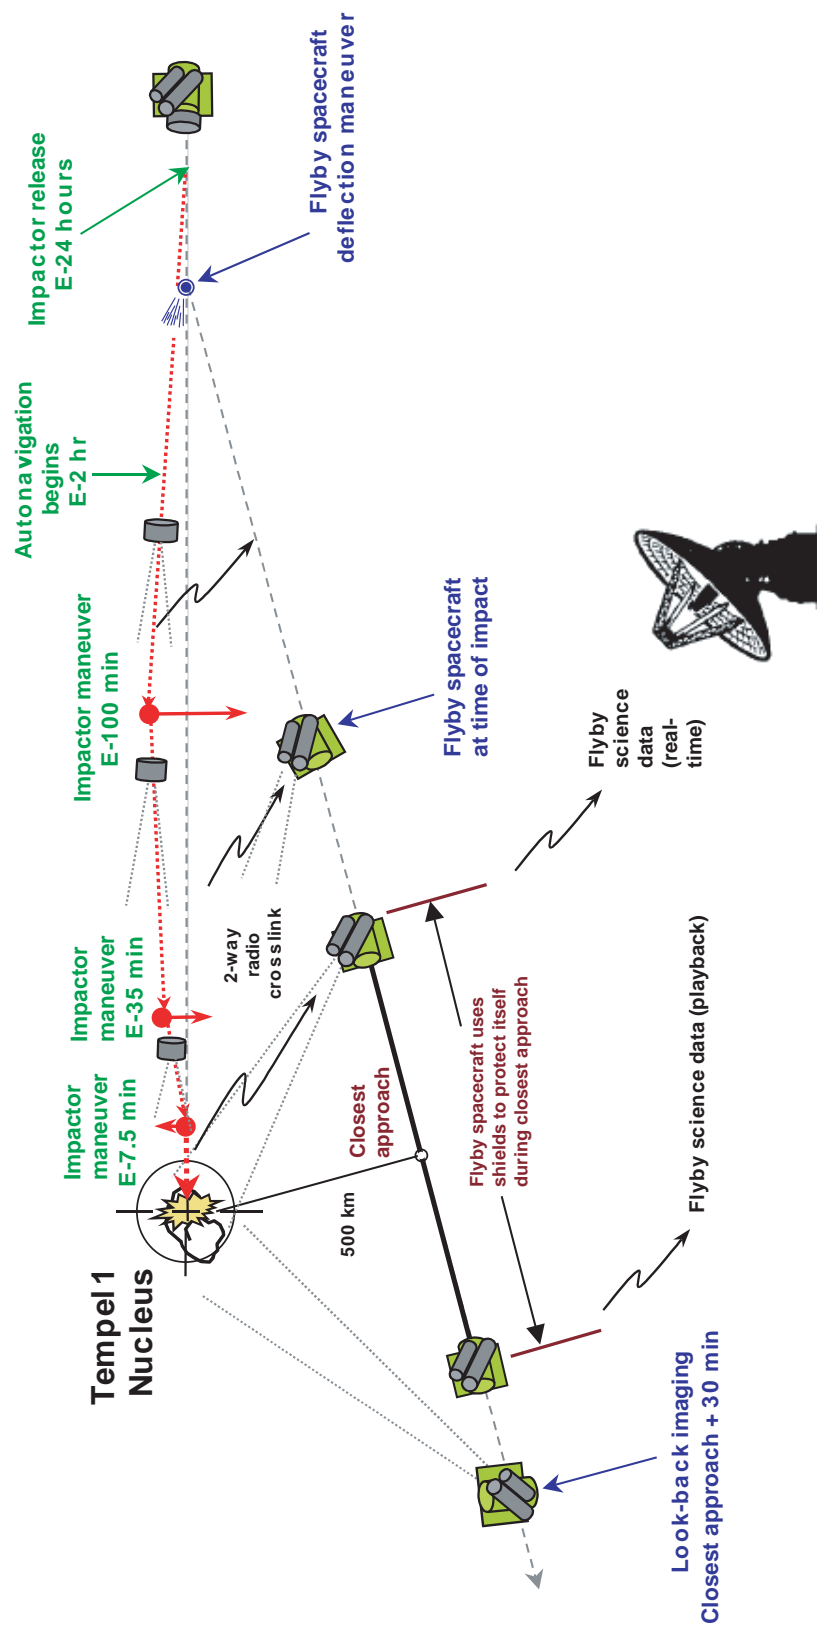 Tempel 1
Nucleus
Impactor
maneuver
E-7.5 min
Impactor
maneuver
E-35 min
Impactor maneuver
E-100 min
Autonavigation
begins
E-2 hr
Impactor release
E-24 hours
Flyby spacecraft
deflection maneuver
2-way
radio
crosslink
500 km
Closest
approach
Flyby spacecraft
at time of impact
Flyby spacecraft uses
shields to protect itself
during closest approach
Flyby
science
data
(real-
time)
Flyby science data (playback)
Look-back imaging
Closest approach + 30 min